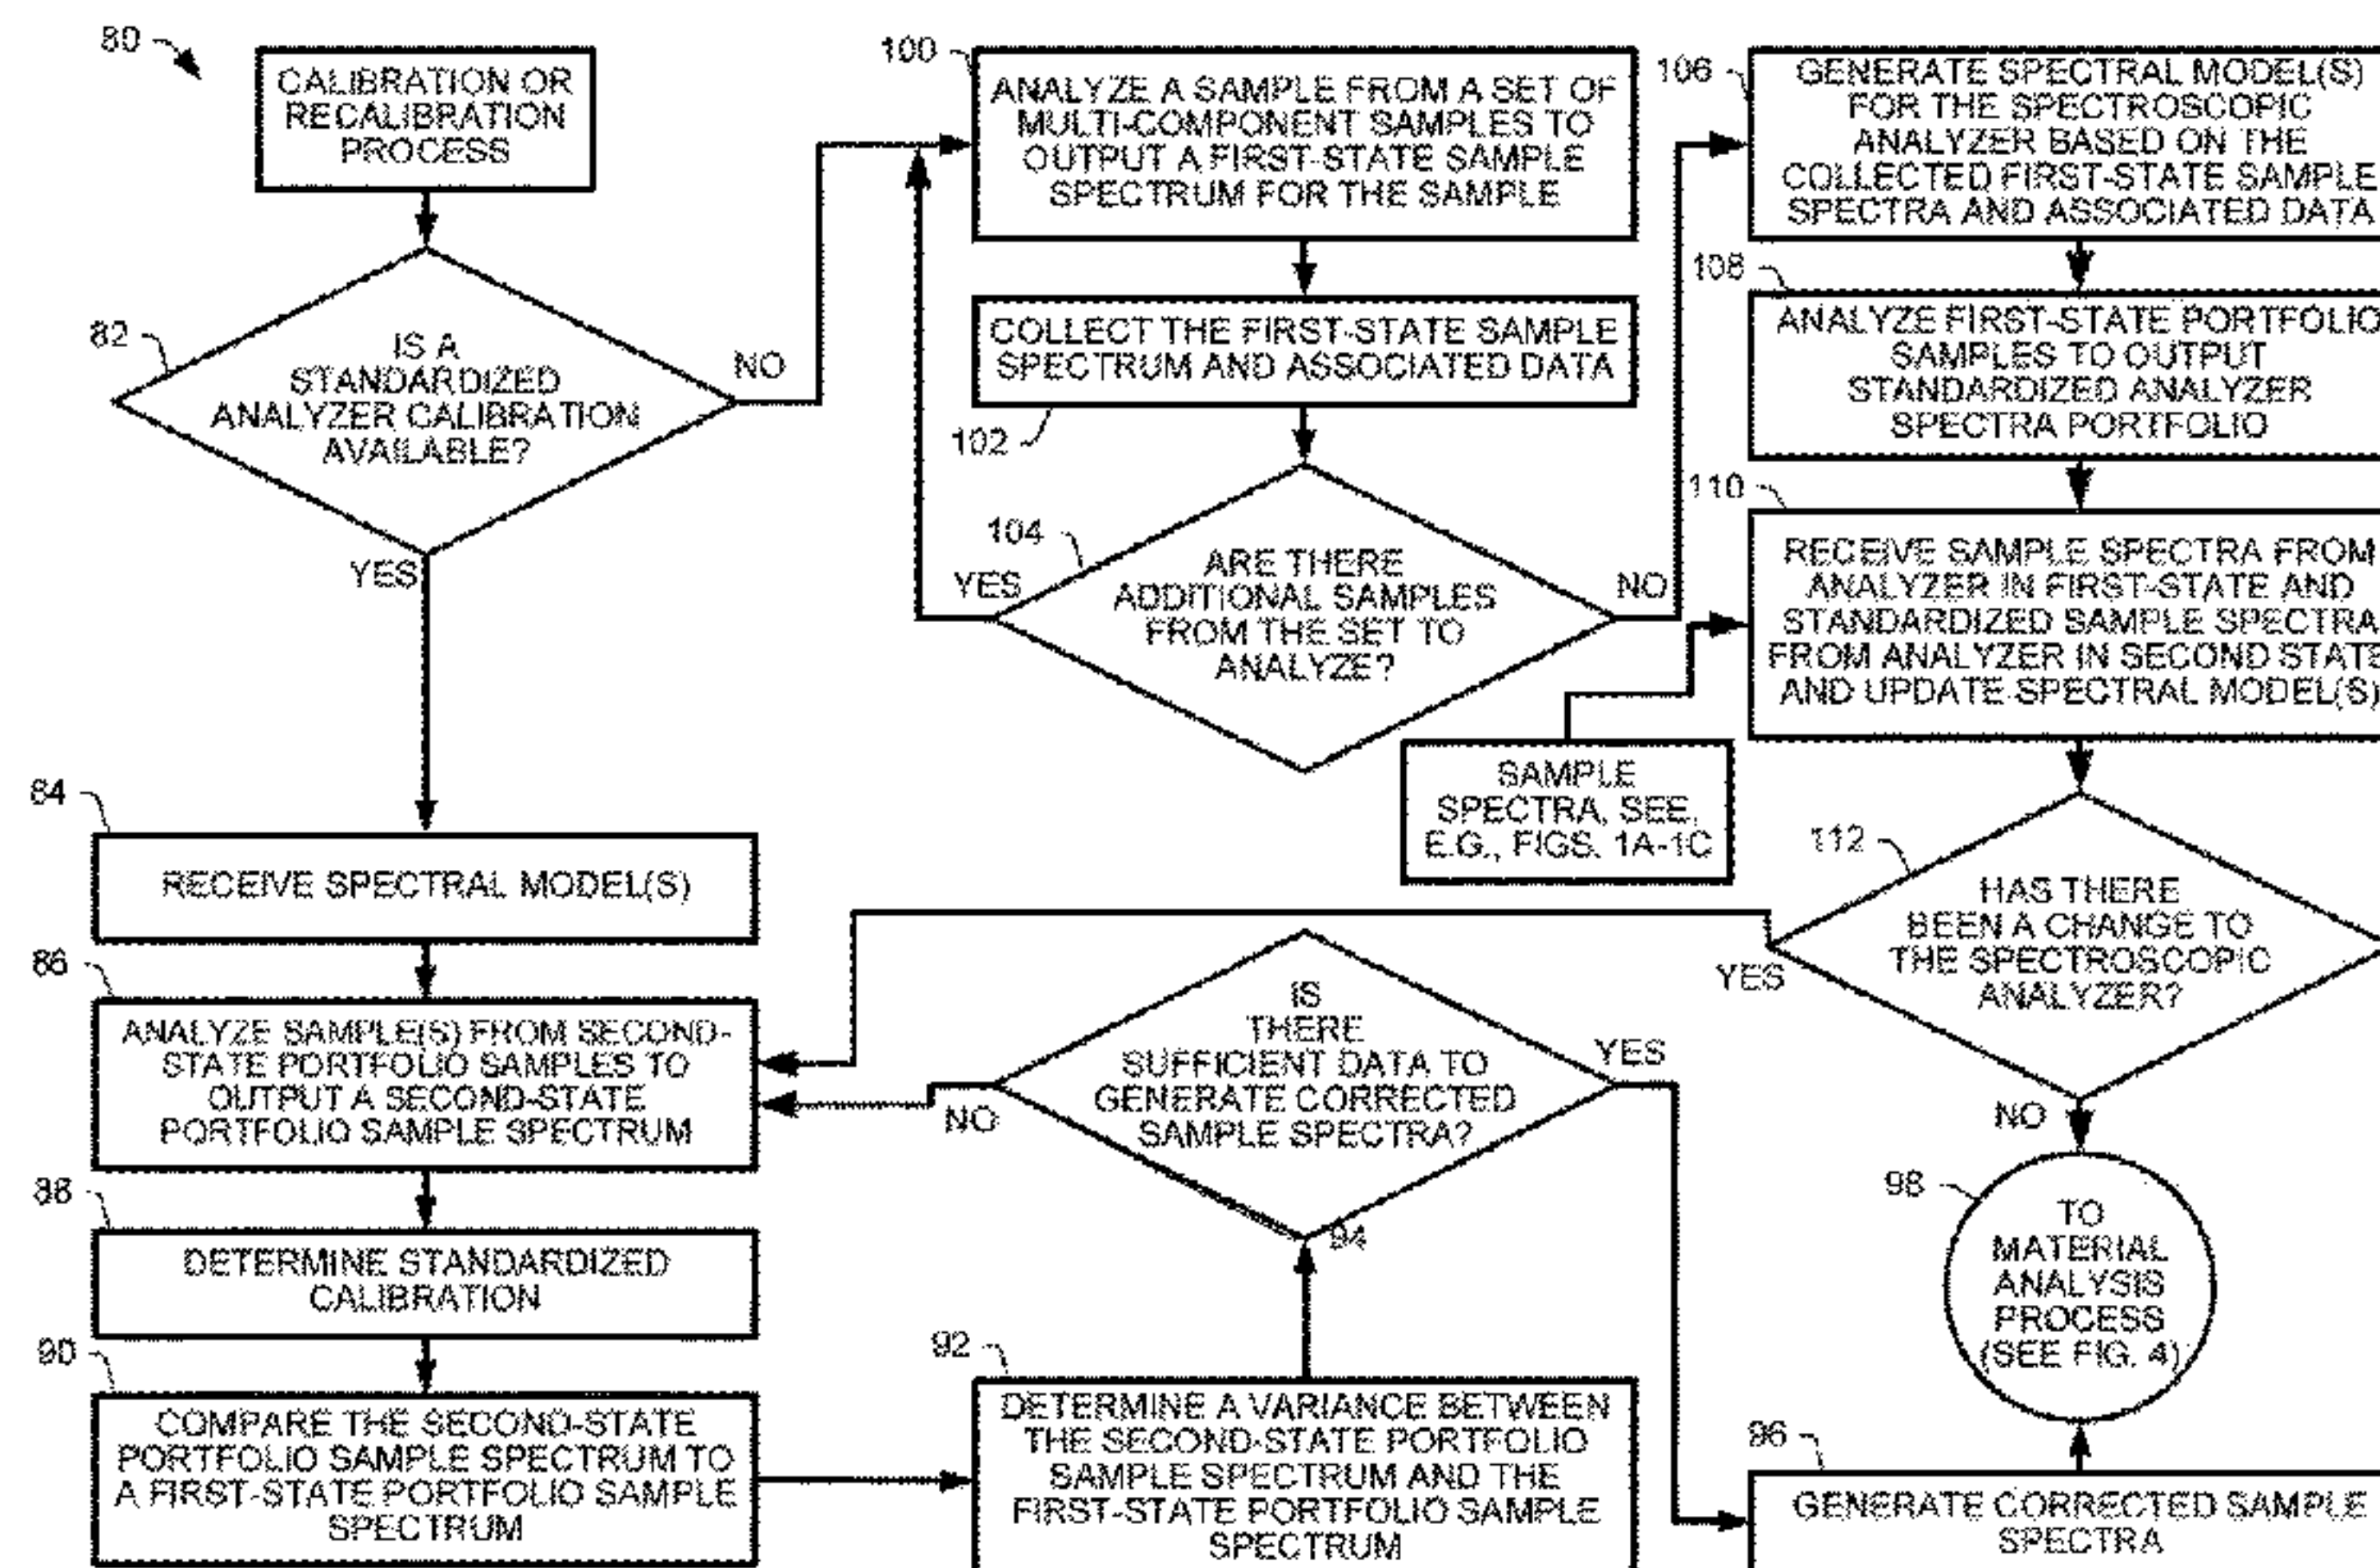 80
CALIBRATION OR
RECALIBRATION
PROCESS
82
IS A
STANDARDIZED
ANALYZER CALIBRATION
AVAILABLE?
NO
YES
84
RECEIVE SPECTRAL MODEL(S)
86
ANALYZE SAMPLE(S) FROM SECOND-
STATE PORTFOLIO SAMPLES TO
OUTPUT A SECOND-STATE
PORTFOLIO SAMPLE SPECTRUM
88
DETERMINE STANDARDIZED
CALIBRATION
90
COMPARE THE SECOND-STATE
PORTFOLIO SAMPLE SPECTRUM TO
A FIRST-STATE PORTFOLIO SAMPLE
SPECTRUM
100
ANALYZE A SAMPLE FROM A SET OF
MULTI-COMPONENT SAMPLES TO
OUTPUT A FIRST-STATE SAMPLE
SPECTRUM FOR THE SAMPLE
COLLECT THE FIRST-STATE SAMPLE
SPECTRUM AND ASSOCIATED DATA
102
104
ARE THERE
ADDITIONAL SAMPLES
FROM THE SET TO
ANALYZE?
YES
NO
SAMPLE
SPECTRA, SEE,
E.G., FIGS. 1A-1C
IS
THERE
SUFFICIENT DATA TO
GENERATE CORRECTED
SAMPLE SPECTRA?
YES
NO
94
92
DETERMINE A VARIANCE BETWEEN
THE SECOND-STATE PORTFOLIO
SAMPLE SPECTRUM AND THE
FIRST-STATE PORTFOLIO SAMPLE
SPECTRUM
106
GENERATE SPECTRAL MODEL(S)
FOR THE SPECTROSCOPIC
ANALYZER BASED ON THE
COLLECTED FIRST-STATE SAMPLE
SPECTRA AND ASSOCIATED DATA
108
ANALYZE FIRST-STATE PORTFOLIO
SAMPLES TO OUTPUT
STANDARDIZED ANALYZER
SPECTRA PORTFOLIO
110
RECEIVE SAMPLE SPECTRA FROM
ANALYZER IN FIRST-STATE AND
STANDARDIZED SAMPLE SPECTRA
FROM ANALYZER IN SECOND STATE
AND UPDATE SPECTRAL MODEL(S)
112
HAS THERE
BEEN A CHANGE TO
THE SPECTROSCOPIC
ANALYZER?
YES
NO
98
TO
MATERIAL
ANALYSIS
PROCESS
(SEE FIG. 4)
96
GENERATE CORRECTED SAMPLE
SPECTRA